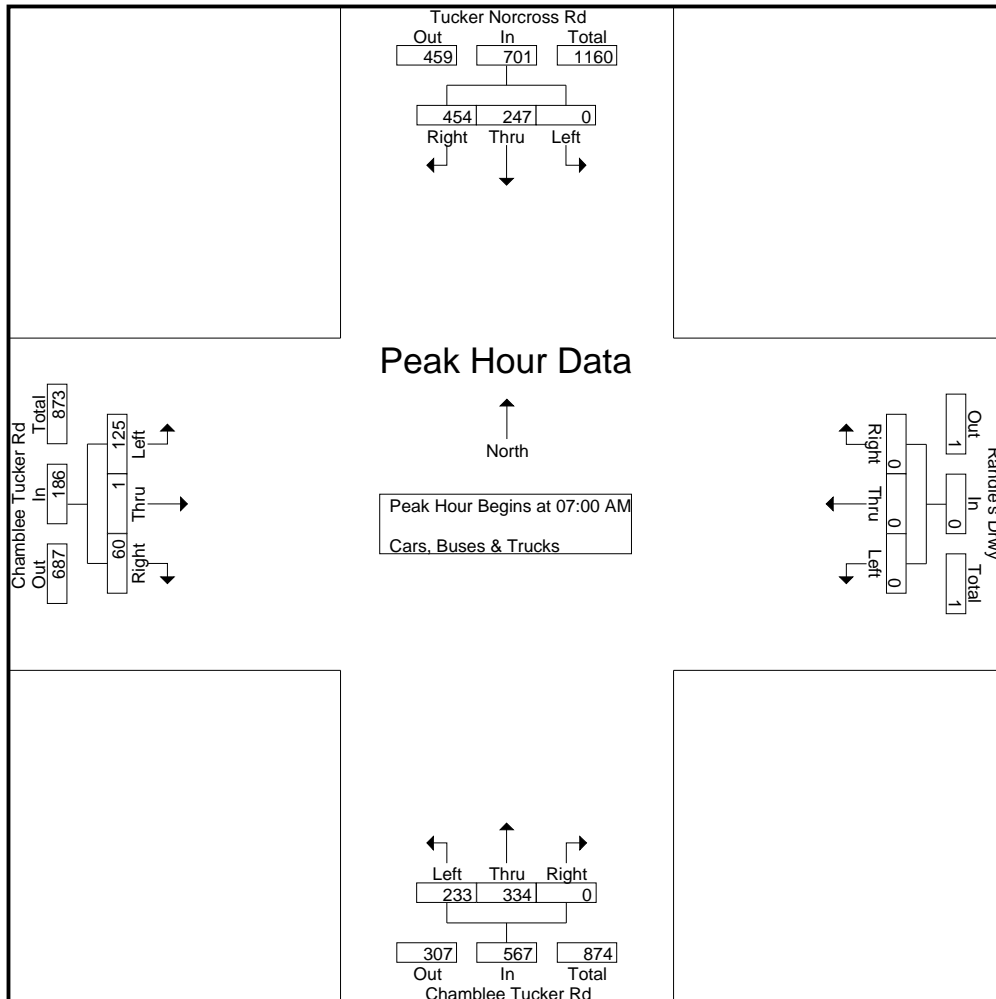 Tucker Norcross Rd
Out In Total
459 701 1160
454 247 0
Right Thru Left
Peak Hour Data
North
Peak Hour Begins at 07:00 AM
Cars, Buses & Trucks
Chamblee Tucker Rd
Out In Total
687 186 873
125 1 60
Left Thru Right
Randle's Drwy
Out In Total
1 0 1
0 0 0
Right Thru Left
Left Thru Right
233 334 0
307 567 874
Out In Total
Chamblee Tucker Rd